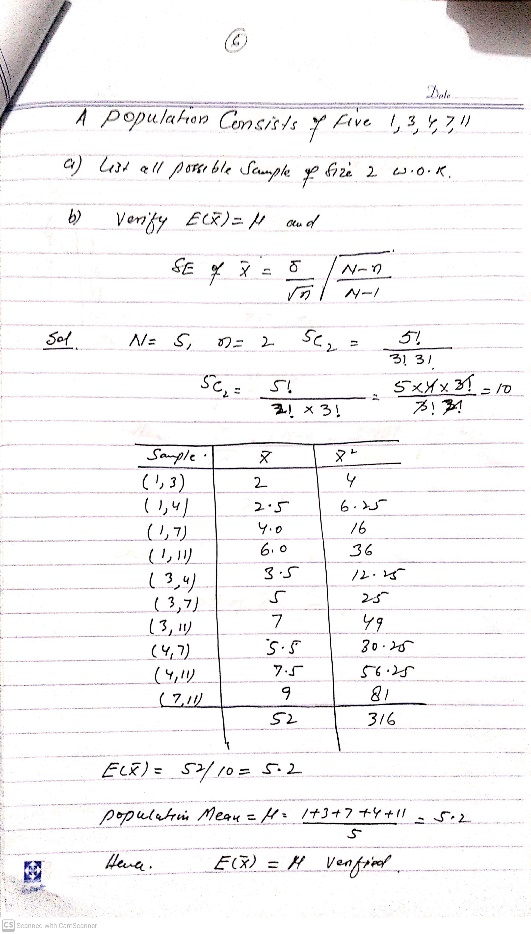 6
Date
A population Consists of Five 1, 3, 4, 7, 11
a) List all possible Sample of Size 2 w.o.R.
b) Verify E(x̄) = μ and
SE of x̄ = σ/√n √(N-n)/(N-1)
Sol. N = 5, n = 2 5C2 = 5!/3! 3!
5C2 = 5!/2! × 3! = 5×4×3!/3! 2! = 10
Sample. x̄ x̄²
(1, 3) 2 4
(1, 4) 2.5 6.25
(1, 7) 4.0 16
(1, 11) 6.0 36
(3, 4) 3.5 12.25
(3, 7) 5 25
(3, 11) 7 49
(4, 7) 5.5 30.25
(4, 11) 7.5 56.25
(7, 11) 9 81
52 316
E(x̄) = 52/10 = 5.2
population Mean = μ = 1+3+7+4+11/5 = 5.2
Hence. E(x̄) = μ Verified.
CS Scanned with CamScanner